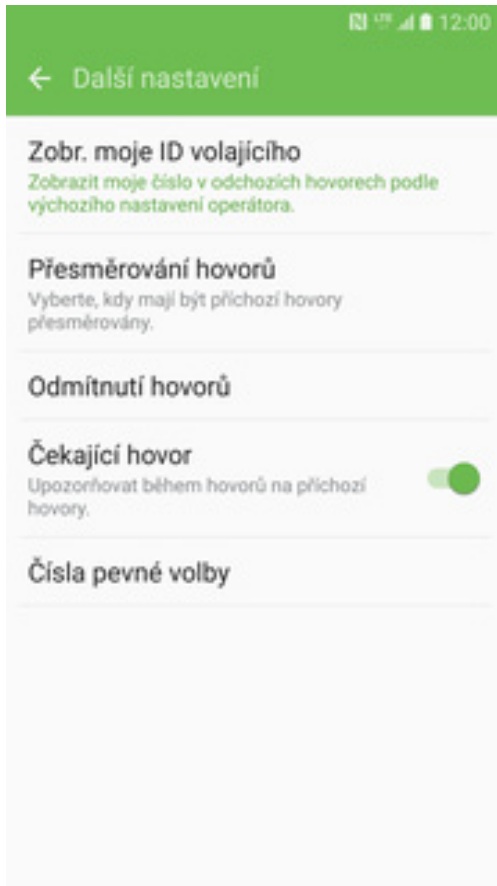 LTE 12:00
Další nastavení
Zobr. moje ID volajícího
Zobrazit moje číslo v odchozích hovorech podle
výchozího nastavení operátora.
Přesměrování hovorů
Vyberte, kdy mají být příchozí hovory
přesměrovány.
Odmítnutí hovorů
Čekající hovor
Upozorňovat během hovorů na příchozí
hovory.
Čísla pevné volby